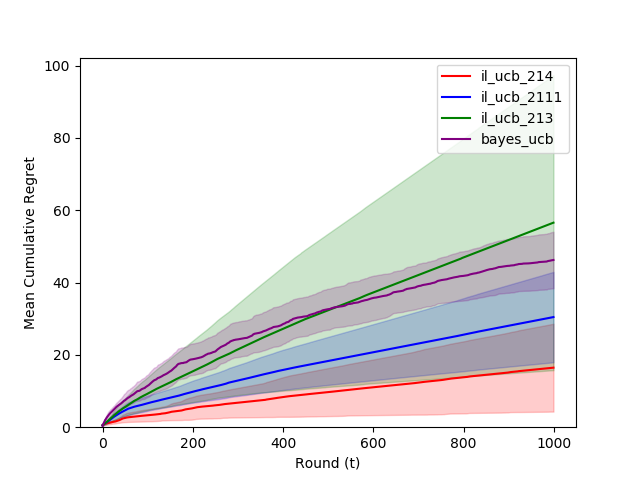 100
80
60
40
20
0
Mean Cumulative Regret
il_ucb_214
il_ucb_2111
il_ucb_213
bayes_ucb
0 200 400 600 800 1000
Round (t)